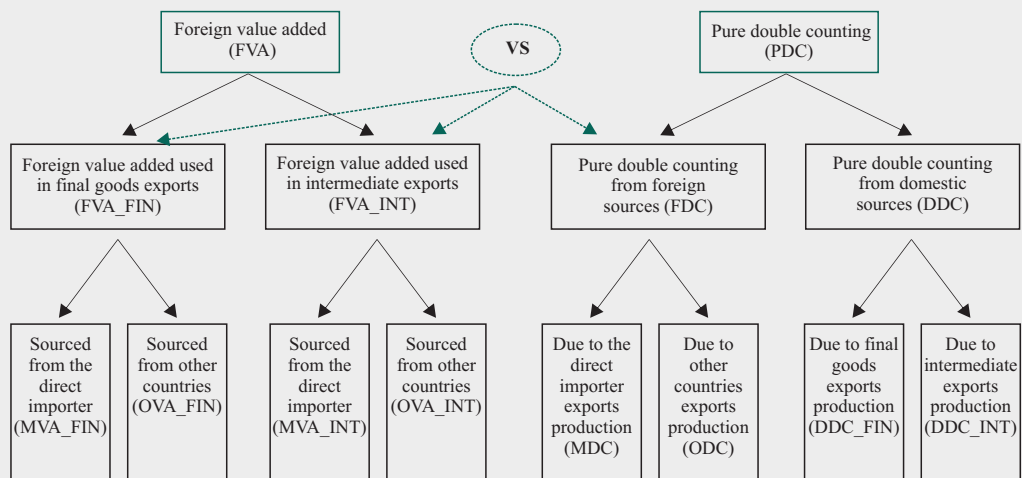 Foreign value added
(FVA)
VS
Pure double counting
(PDC)
Foreign value added used
in final goods exports
(FVA_FIN)
Foreign value added used
in intermediate exports
(FVA_INT)
Pure double counting
from foreign
sources (FDC)
Pure double counting
from domestic
sources (DDC)
Sourced
from the
direct
importer
(MVA_FIN)
Sourced
from other
countries
(OVA_FIN)
Sourced
from the
direct
importer
(MVA_INT)
Sourced
from other
countries
(OVA_INT)
Due to the
direct
importer
exports
production
(MDC)
Due to
other
countries
exports
production
(ODC)
Due to final
goods
exports
production
(DDC_FIN)
Due to
intermediate
exports
production
(DDC_INT)